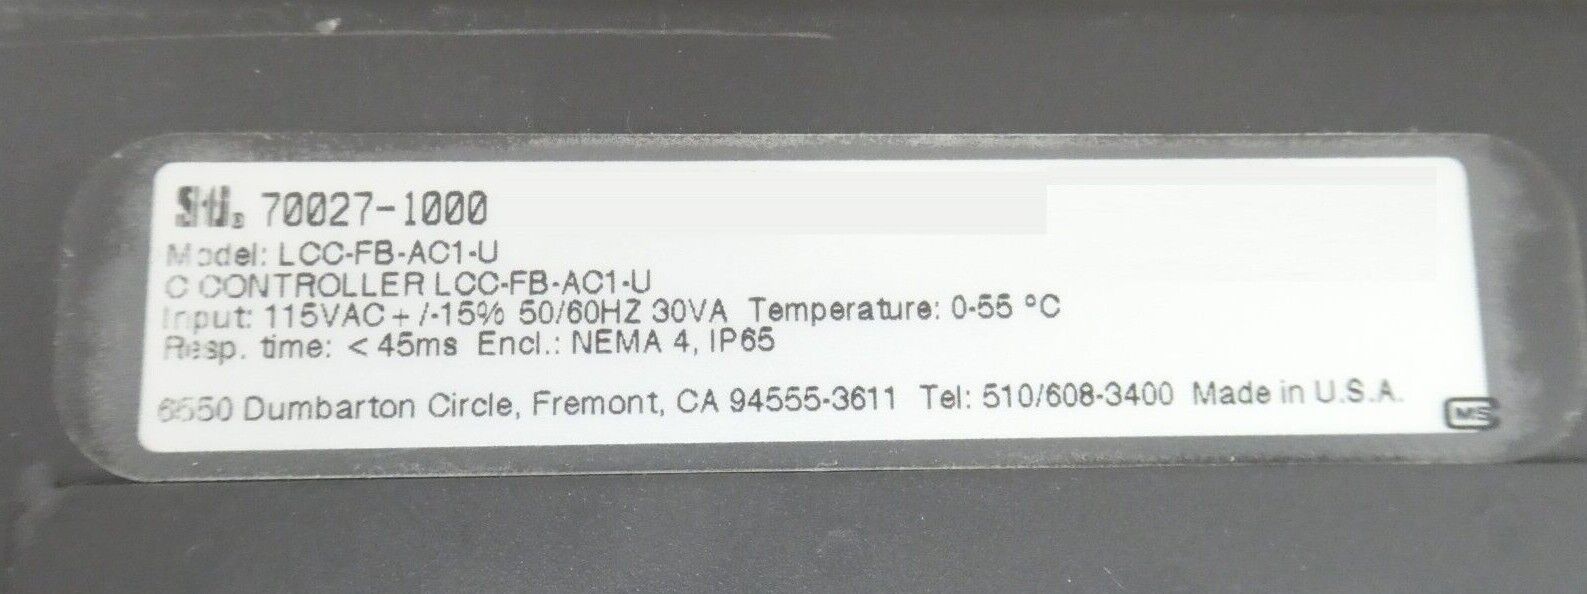 Sti® 70027-1000
Model: LCC-FB-AC1-U
C CONTROLLER LCC-FB-AC1-U
Input: 115VAC + /-15% 50/60HZ 30VA Temperature: 0-55 °C
Resp. time: < 45ms Encl.: NEMA 4, IP65
6550 Dumbarton Circle, Fremont, CA 94555-3611 Tel: 510/608-3400 Made in U.S.A.